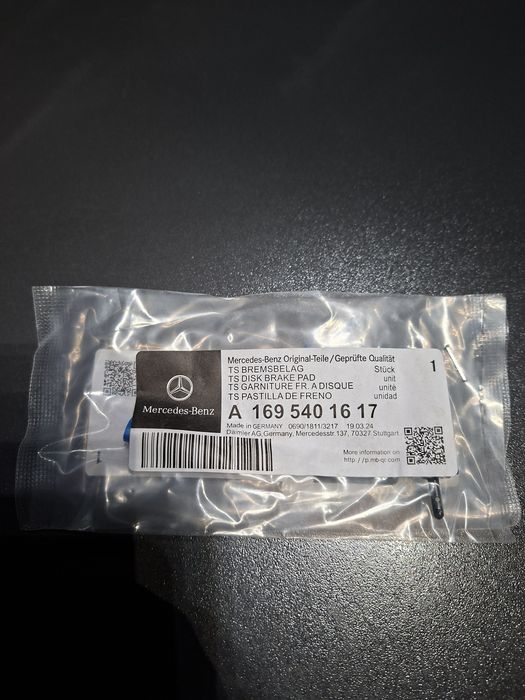 Mercedes-Benz
Mercedes-Benz Original-Teile/Geprüfte Qualität
1
TS BREMSBELAG Stück
TS DISK BRAKE PAD unit
TS GARNITURE FR. A DISQUE unité
TS PASTILLA DE FRENO unidad
A 169 540 16 17
Made in GERMANY 0690/1811/3217 19.03.24
Daimler AG, Germany, Mercedesstr. 137, 70327 Stuttgart
More information on
http://p.mb-qr.com